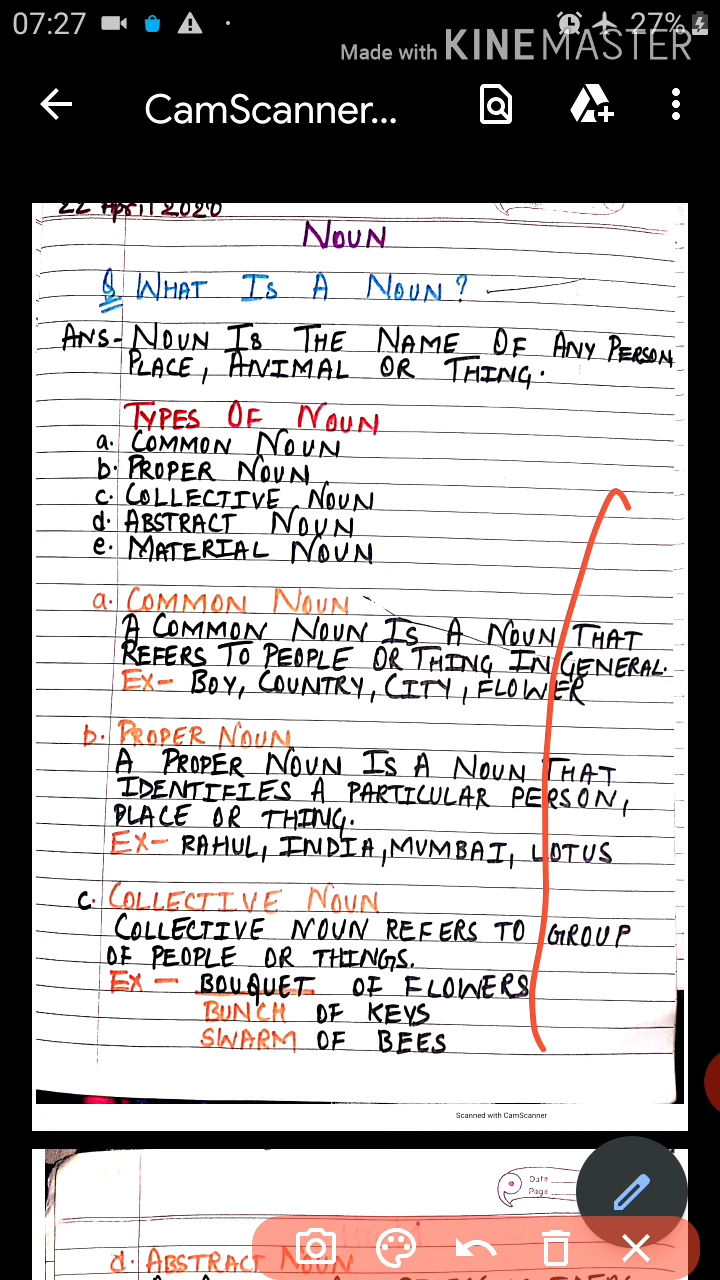 07:27
27%
Made with KINEMASTER
CamScanner...
22 April 2020
NOUN
Q WHAT IS A NOUN?
ANS- NOUN IS THE NAME OF ANY PERSON
PLACE, ANIMAL OR THING.
TYPES OF NOUN
a. COMMON NOUN
b. PROPER NOUN
c. COLLECTIVE NOUN
d. ABSTRACT NOUN
e. MATERIAL NOUN
a. COMMON NOUN
A COMMON NOUN IS A NOUN THAT
REFERS TO PEOPLE OR THING IN GENERAL.
EX- BOY, COUNTRY, CITY, FLOWER
b. PROPER NOUN
A PROPER NOUN IS A NOUN THAT
IDENTIFIES A PARTICULAR PERSON,
PLACE OR THING.
EX- RAHUL, INDIA, MUMBAI, LOTUS
c. COLLECTIVE NOUN
COLLECTIVE NOUN REFERS TO GROUP
OF PEOPLE OR THINGS.
EX - BOUQUET OF FLOWERS
BUNCH OF KEYS
SWARM OF BEES
Scanned with CamScanner
Date
Page
d. ABSTRACT NOUN